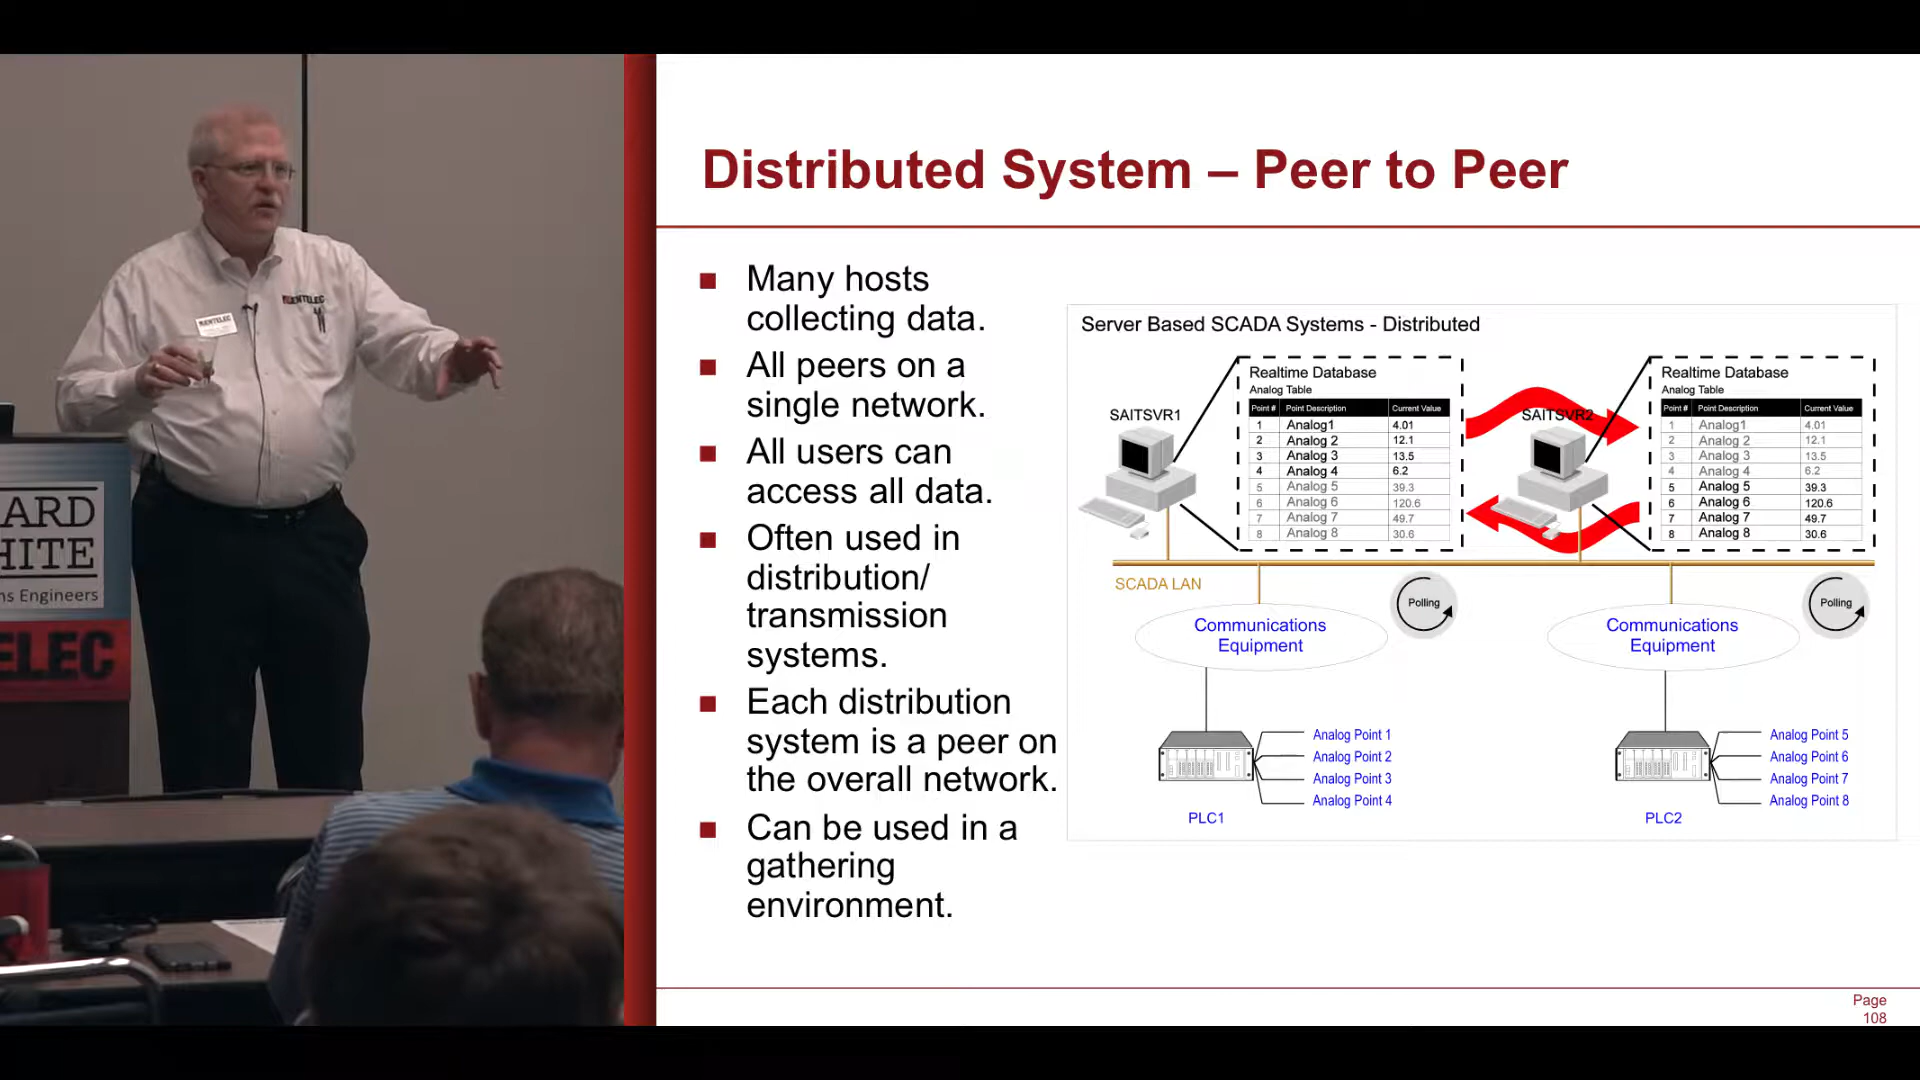 Distributed System – Peer to Peer
Many hosts
collecting data.
All peers on a
single network.
All users can
access all data.
Often used in
distribution/
transmission
systems.
Each distribution
system is a peer on
the overall network.
Can be used in a
gathering
environment.
Server Based SCADA Systems - Distributed
SAITSVR1
Realtime Database
Analog Table
Point # Point Description Current Value
1 Analog1 4.01
2 Analog 2 12.1
3 Analog 3 13.5
4 Analog 4 6.2
5 Analog 5 39.3
6 Analog 6 120.6
7 Analog 7 49.7
8 Analog 8 30.6
SAITSVR2
Realtime Database
Analog Table
Point # Point Description Current Value
1 Analog1 4.01
2 Analog 2 12.1
3 Analog 3 13.5
4 Analog 4 6.2
5 Analog 5 39.3
6 Analog 6 120.6
7 Analog 7 49.7
8 Analog 8 30.6
SCADA LAN
Communications
Equipment
Polling
Communications
Equipment
Polling
Analog Point 1
Analog Point 2
Analog Point 3
Analog Point 4
PLC1
Analog Point 5
Analog Point 6
Analog Point 7
Analog Point 8
PLC2
Page
108
ENTELEC
ENTELEC
ARD
HITE
ns Engineers
ELEC